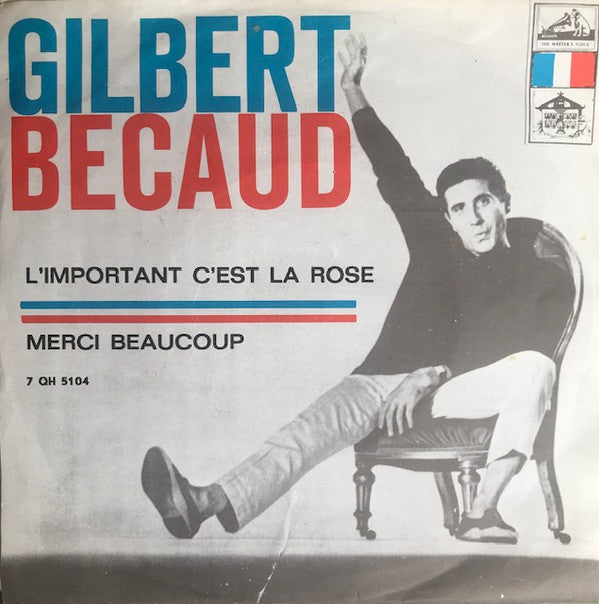 GILBERT
BECAUD
"HIS MASTER'S VOICE"
L'IMPORTANT C'EST LA ROSE
MERCI BEAUCOUP
7 QH 5104